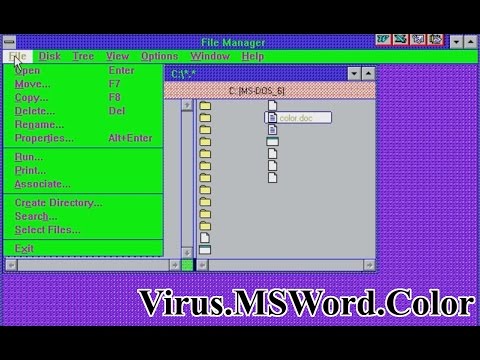 File Manager
File Disk Tree View Options Window Help
Open Enter
Move... F7
Copy... F8
Delete... Del
Rename...
Properties... Alt+Enter
Run...
Print...
Associate...
Create Directory...
Search...
Select Files...
Exit
C:\*.*
C: [MS-DOS_6]
color.doc
Virus.MSWord.Color